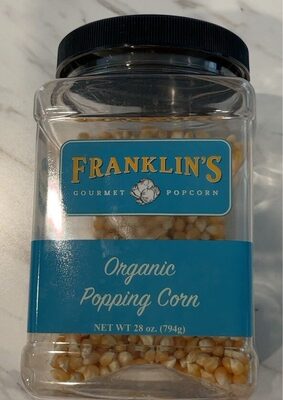 FRANKLIN'S
GOURMET POPCORN
Organic
Popping Corn
NET WT 28 oz. (794g)